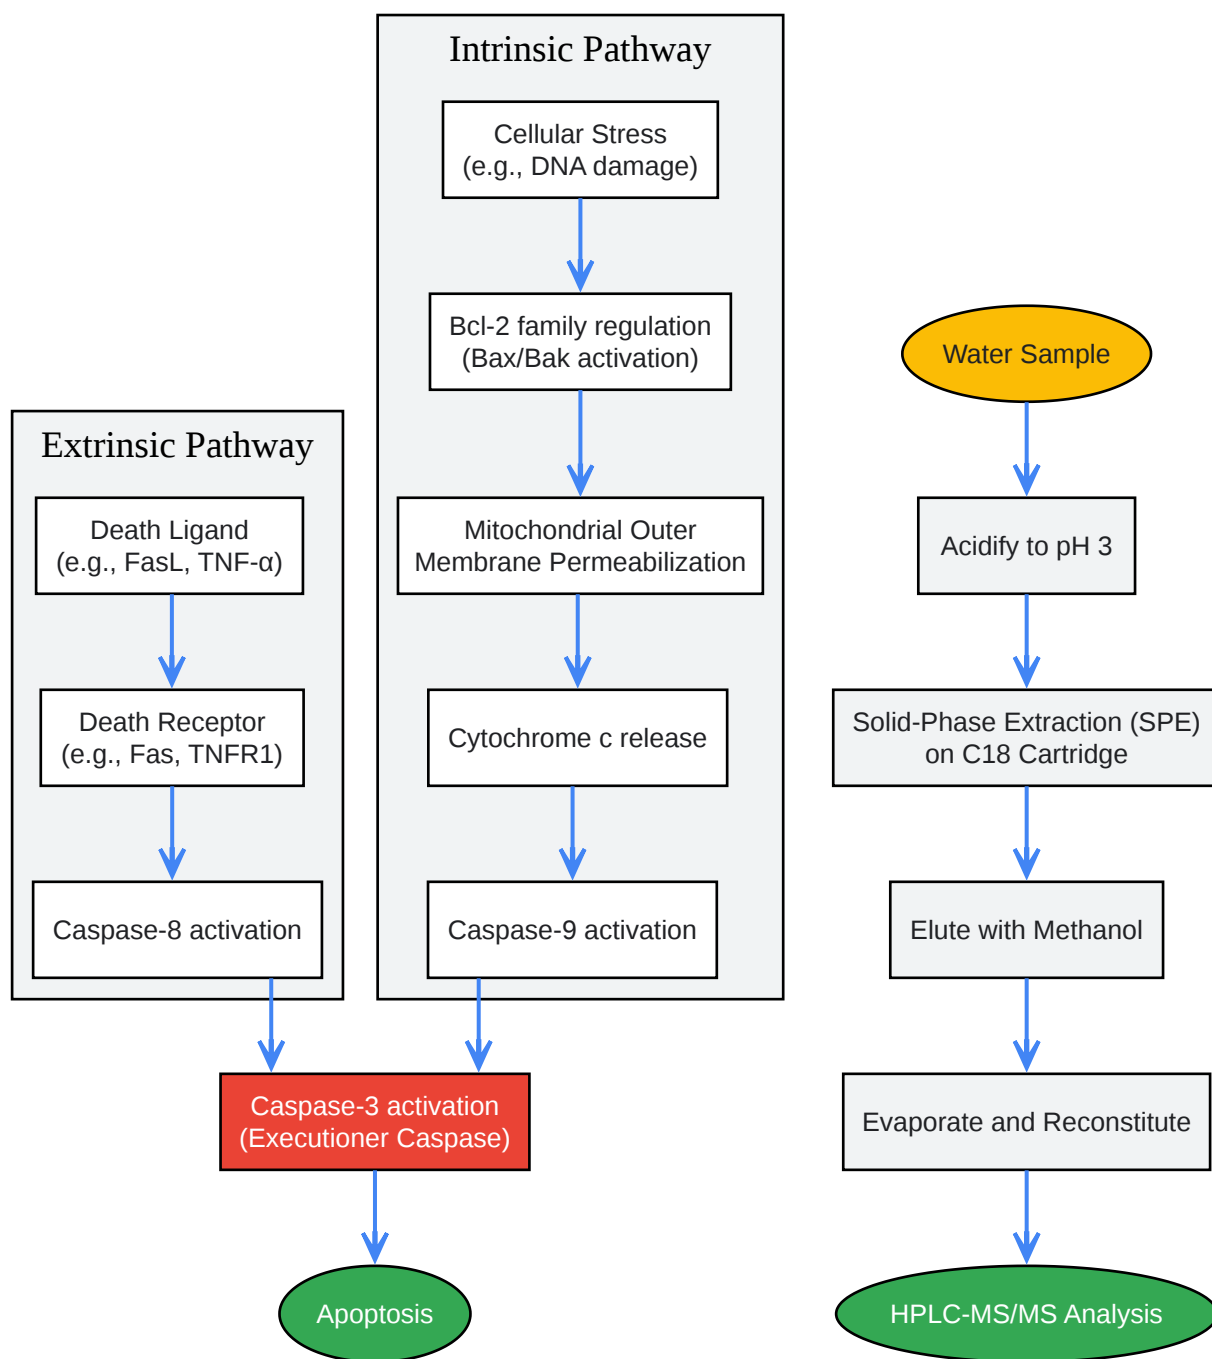 Intrinsic Pathway
Cellular Stress
(e.g., DNA damage)
Bcl-2 family regulation
(Bax/Bak activation)
Mitochondrial Outer
Membrane Permeabilization
Cytochrome c release
Caspase-9 activation
Extrinsic Pathway
Death Ligand
(e.g., FasL, TNF-α)
Death Receptor
(e.g., Fas, TNFR1)
Caspase-8 activation
Caspase-3 activation
(Executioner Caspase)
Apoptosis
Water Sample
Acidify to pH 3
Solid-Phase Extraction (SPE)
on C18 Cartridge
Elute with Methanol
Evaporate and Reconstitute
HPLC-MS/MS Analysis